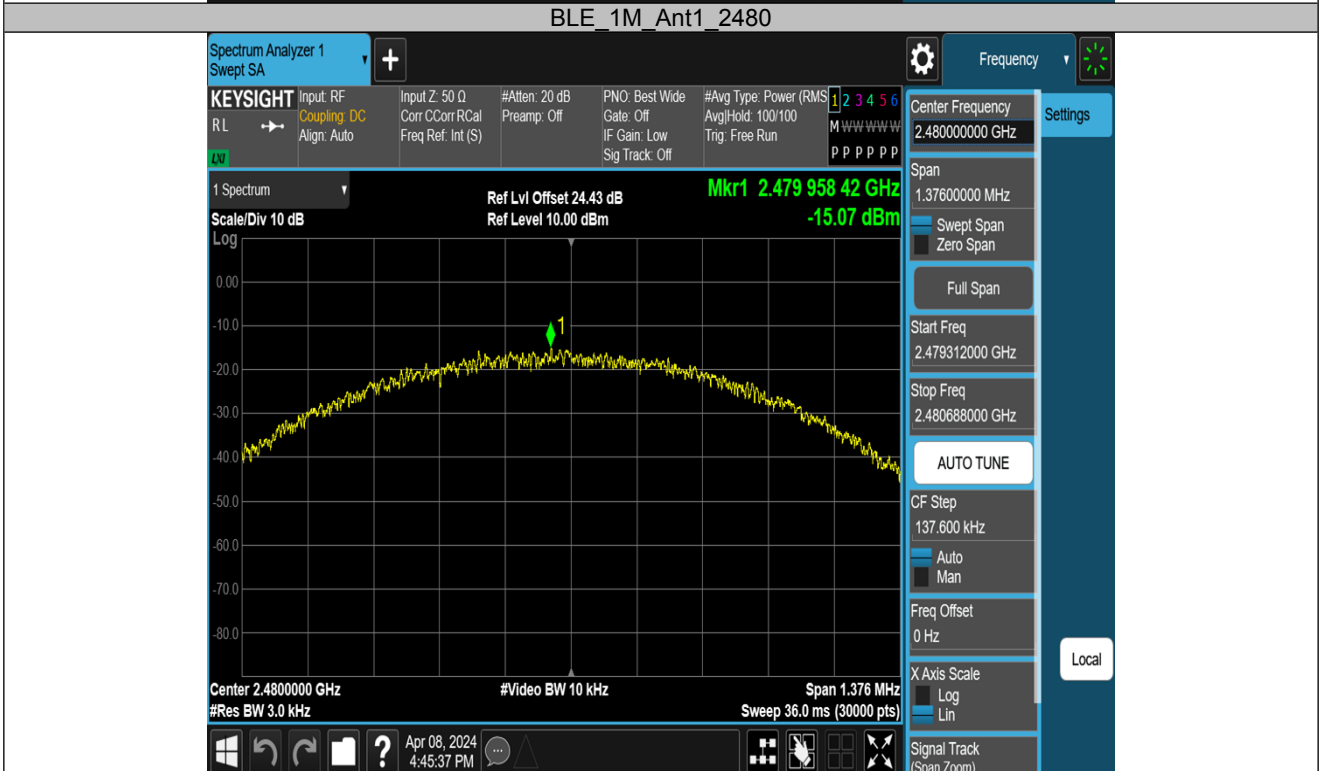 BLE_1M_Ant1_2480
Spectrum Analyzer 1
Swept SA
+
Frequency
KEYSIGHT
RL
LXI
Input: RF
Coupling: DC
Align: Auto
Input Z: 50 Ω
Corr CCorr RCal
Freq Ref: Int (S)
#Atten: 20 dB
Preamp: Off
PNO: Best Wide
Gate: Off
IF Gain: Low
Sig Track: Off
#Avg Type: Power (RMS
Avg|Hold: 100/100
Trig: Free Run
1 2 3 4 5 6
M W W W W W
P P P P P P
1 Spectrum
Scale/Div 10 dB
Log
Ref Lvl Offset 24.43 dB
Ref Level 10.00 dBm
Mkr1 2.479 958 42 GHz
-15.07 dBm
0.00
-10.0
-20.0
-30.0
-40.0
-50.0
-60.0
-70.0
-80.0
1
Center 2.4800000 GHz
#Res BW 3.0 kHz
#Video BW 10 kHz
Span 1.376 MHz
Sweep 36.0 ms (30000 pts)
?
Apr 08, 2024
4:45:37 PM
Center Frequency
2.480000000 GHz
Span
1.37600000 MHz
Swept Span
Zero Span
Full Span
Start Freq
2.479312000 GHz
Stop Freq
2.480688000 GHz
AUTO TUNE
CF Step
137.600 kHz
Auto
Man
Freq Offset
0 Hz
X Axis Scale
Log
Lin
Signal Track
(Span Zoom)
Settings
Local